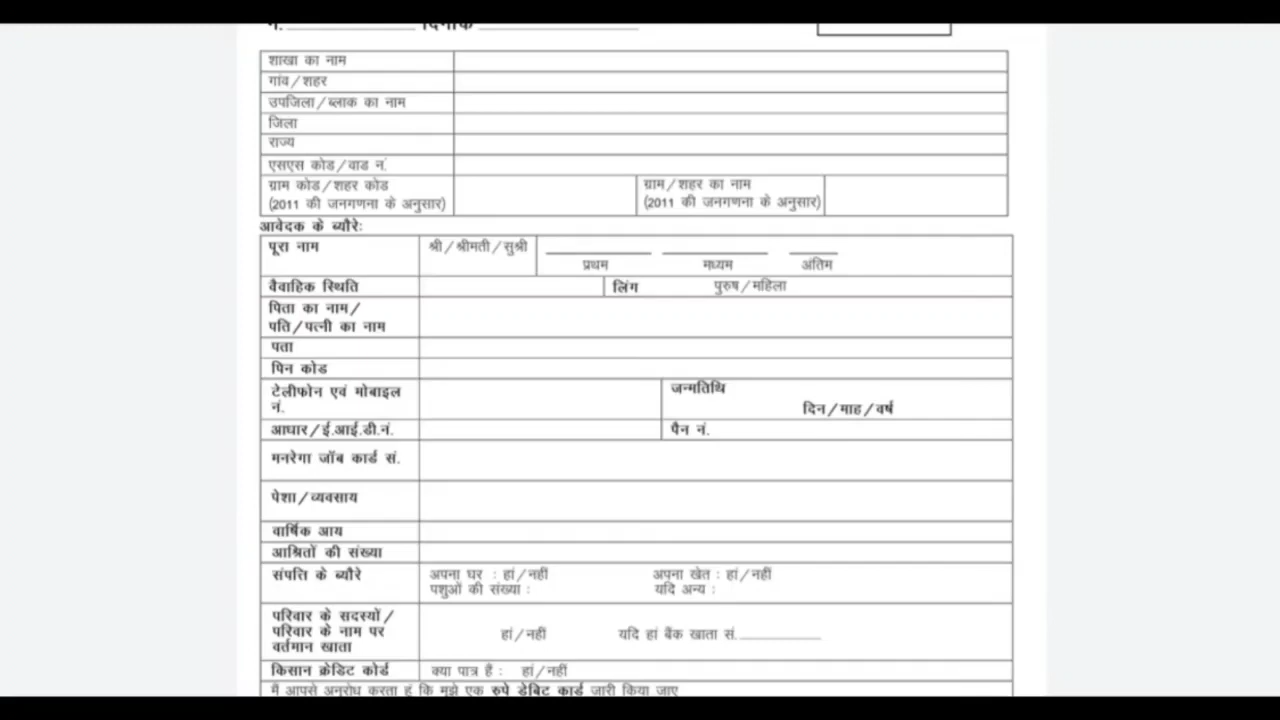 नं. दिनांक
शाखा का नाम
गांव/शहर
उपजिला/ब्लाक का नाम
जिला
राज्य
एसएस कोड/वाड नं.
ग्राम कोड/शहर कोड
(2011 की जनगणना के अनुसार)
ग्राम/शहर का नाम
(2011 की जनगणना के अनुसार)
आवेदक के ब्यौरेः
पूरा नाम श्री/श्रीमती/सुश्री
प्रथम मध्यम अंतिम
वैवाहिक स्थिति लिंग पुरुष/महिला
पिता का नाम/
पति/पत्नी का नाम
पता
पिन कोड
टेलीफोन एवं मोबाइल
नं.
जन्मतिथि
दिन/माह/वर्ष
आधार/ई.आई.डी.नं. पैन नं.
मनरेगा जॉब कार्ड सं.
पेशा/व्यवसाय
वार्षिक आय
आश्रितों की संख्या
संपत्ति के ब्यौरे अपना घर : हां/नहीं अपना खेत : हां/नहीं
पशुओं की संख्या : यदि अन्य :
परिवार के सदस्यों/
परिवार के नाम पर
वर्तमान खाता
हां/नहीं यदि हां बैंक खाता सं.
किसान क्रेडिट कोर्ड क्या पात्र हैं : हां/नहीं
मैं आपसे अनुरोध करता हूं कि मुझे एक रुपे डेबिट कार्ड जारी किया जाए